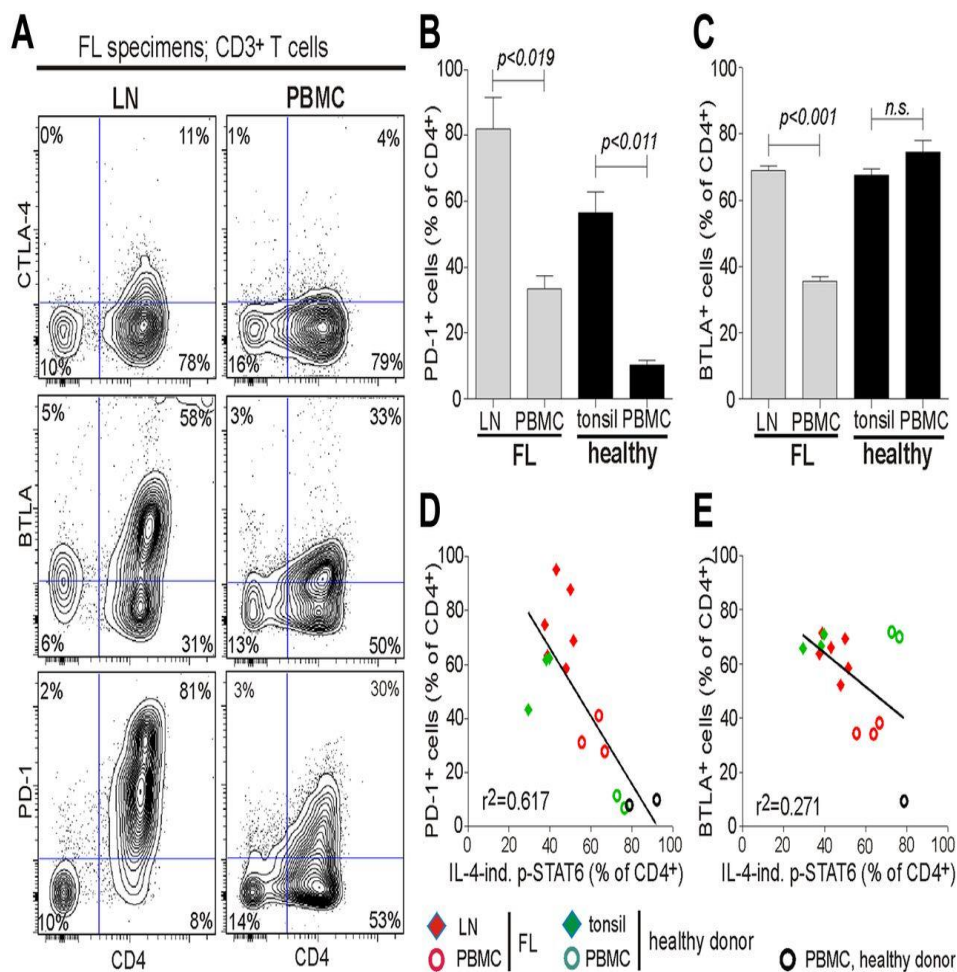 A
FL specimens; CD3+ T cells
LN PBMC
0% 11% 1% 4%
CTLA-4
10% 78% 16% 79%
5% 58% 3% 33%
BTLA
6% 31% 13% 50%
2% 81% 3% 30%
PD-1
10% 8% 14% 53%
CD4 CD4
B
100
80
60
40
20
0
PD-1+ cells (% of CD4+)
p<0.019
p<0.011
LN PBMC tonsil PBMC
FL healthy
C
100
80
60
40
20
0
BTLA+ cells (% of CD4+)
p<0.001
n.s.
LN PBMC tonsil PBMC
FL healthy
D
100
80
60
40
20
0
PD-1+ cells (% of CD4+)
r2=0.617
0 20 40 60 80 100
IL-4-ind. p-STAT6 (% of CD4+)
E
100
80
60
40
20
0
BTLA+ cells (% of CD4+)
r2=0.271
0 20 40 60 80 100
IL-4-ind. p-STAT6 (% of CD4+)
LN
PBMC
FL
tonsil
PBMC
healthy donor
PBMC, healthy donor